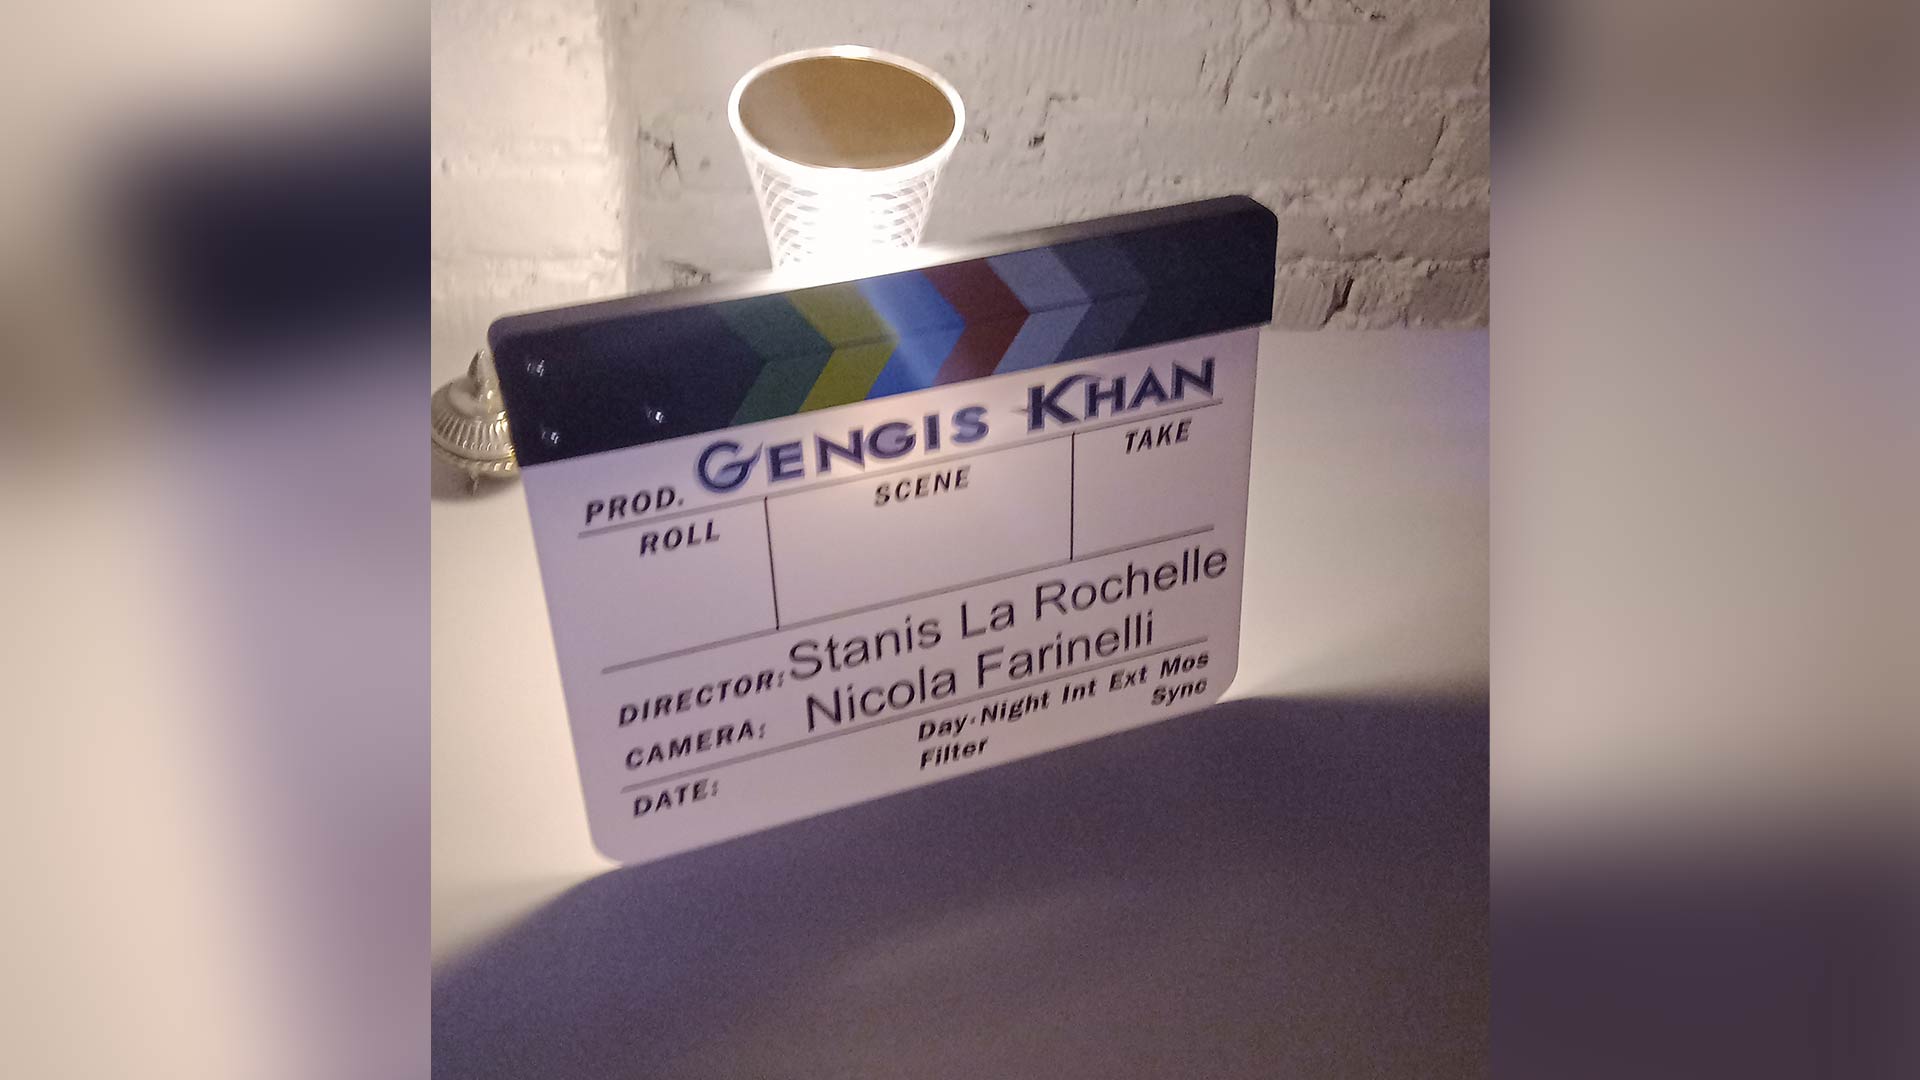 PROD. GENGIS KHAN
ROLL SCENE TAKE
DIRECTOR: Stanis La Rochelle
CAMERA: Nicola Farinelli
DATE: Day·Night Int Ext Mos
Filter Sync